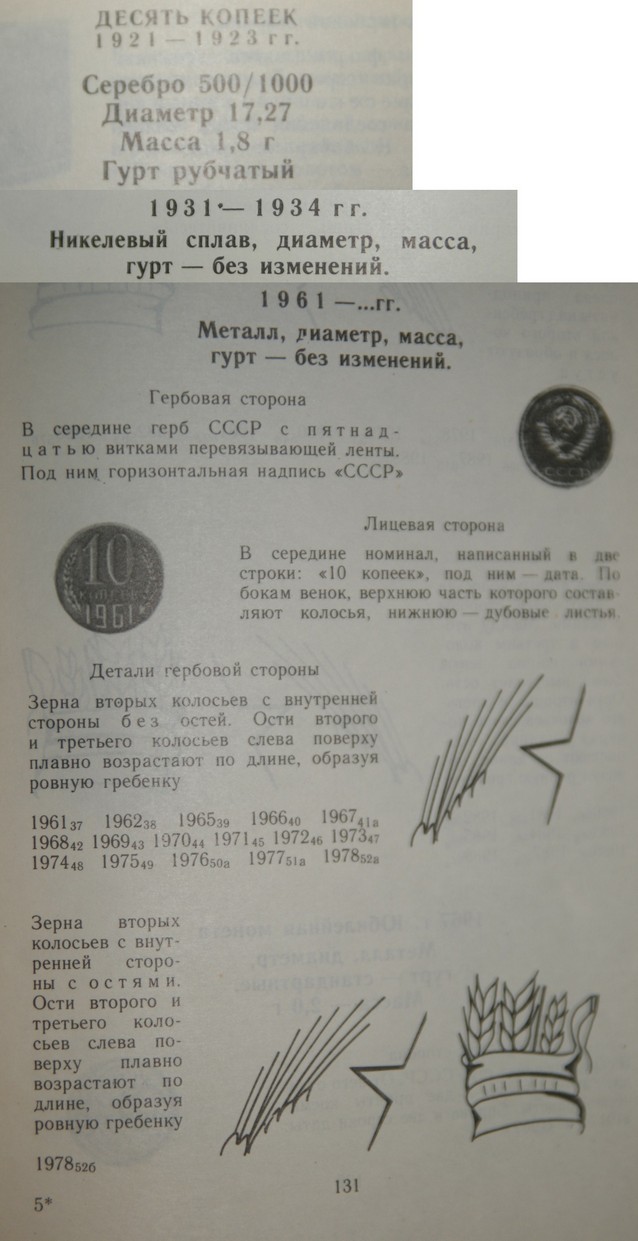 ДЕСЯТЬ КОПЕЕК
1921 — 1923 гг.
Серебро 500/1000
Диаметр 17,27
Масса 1,8 г
Гурт рубчатый
1931 — 1934 гг.
Никелевый сплав, диаметр, масса,
гурт — без изменений.
1961 —...гг.
Металл, диаметр, масса,
гурт — без изменений.
Гербовая сторона
В середине герб СССР с пятнад-
цатью витками перевязывающей ленты.
Под ним горизонтальная надпись «СССР»
СССР
Лицевая сторона
10
КОПЕЕК
1961
В середине номинал, написанный в две
строки: «10 копеек», под ним — дата. По
бокам венок, верхнюю часть которого состав-
ляют колосья, нижнюю — дубовые листья.
Детали гербовой стороны
Зерна вторых колосьев с внутренней
стороны без остей. Ости второго
и третьего колосьев слева поверху
плавно возрастают по длине, образуя
ровную гребенку
1961₃₇ 1962₃₈ 1965₃₉ 1966₄₀ 1967₄₁ₐ
1968₄₂ 1969₄₃ 1970₄₄ 1971₄₅ 1972₄₆ 1973₄₇
1974₄₈ 1975₄₉ 1976₅₀ₐ 1977₅₁ₐ 1978₅₂ₐ
Зерна вторых
колосьев с внут-
ренней сторо-
ны с остями.
Ости второго и
третьего коло-
сьев слева по-
верху плавно
возрастают по
длине, образуя
ровную гребенку
1978₅₂б
131
5*